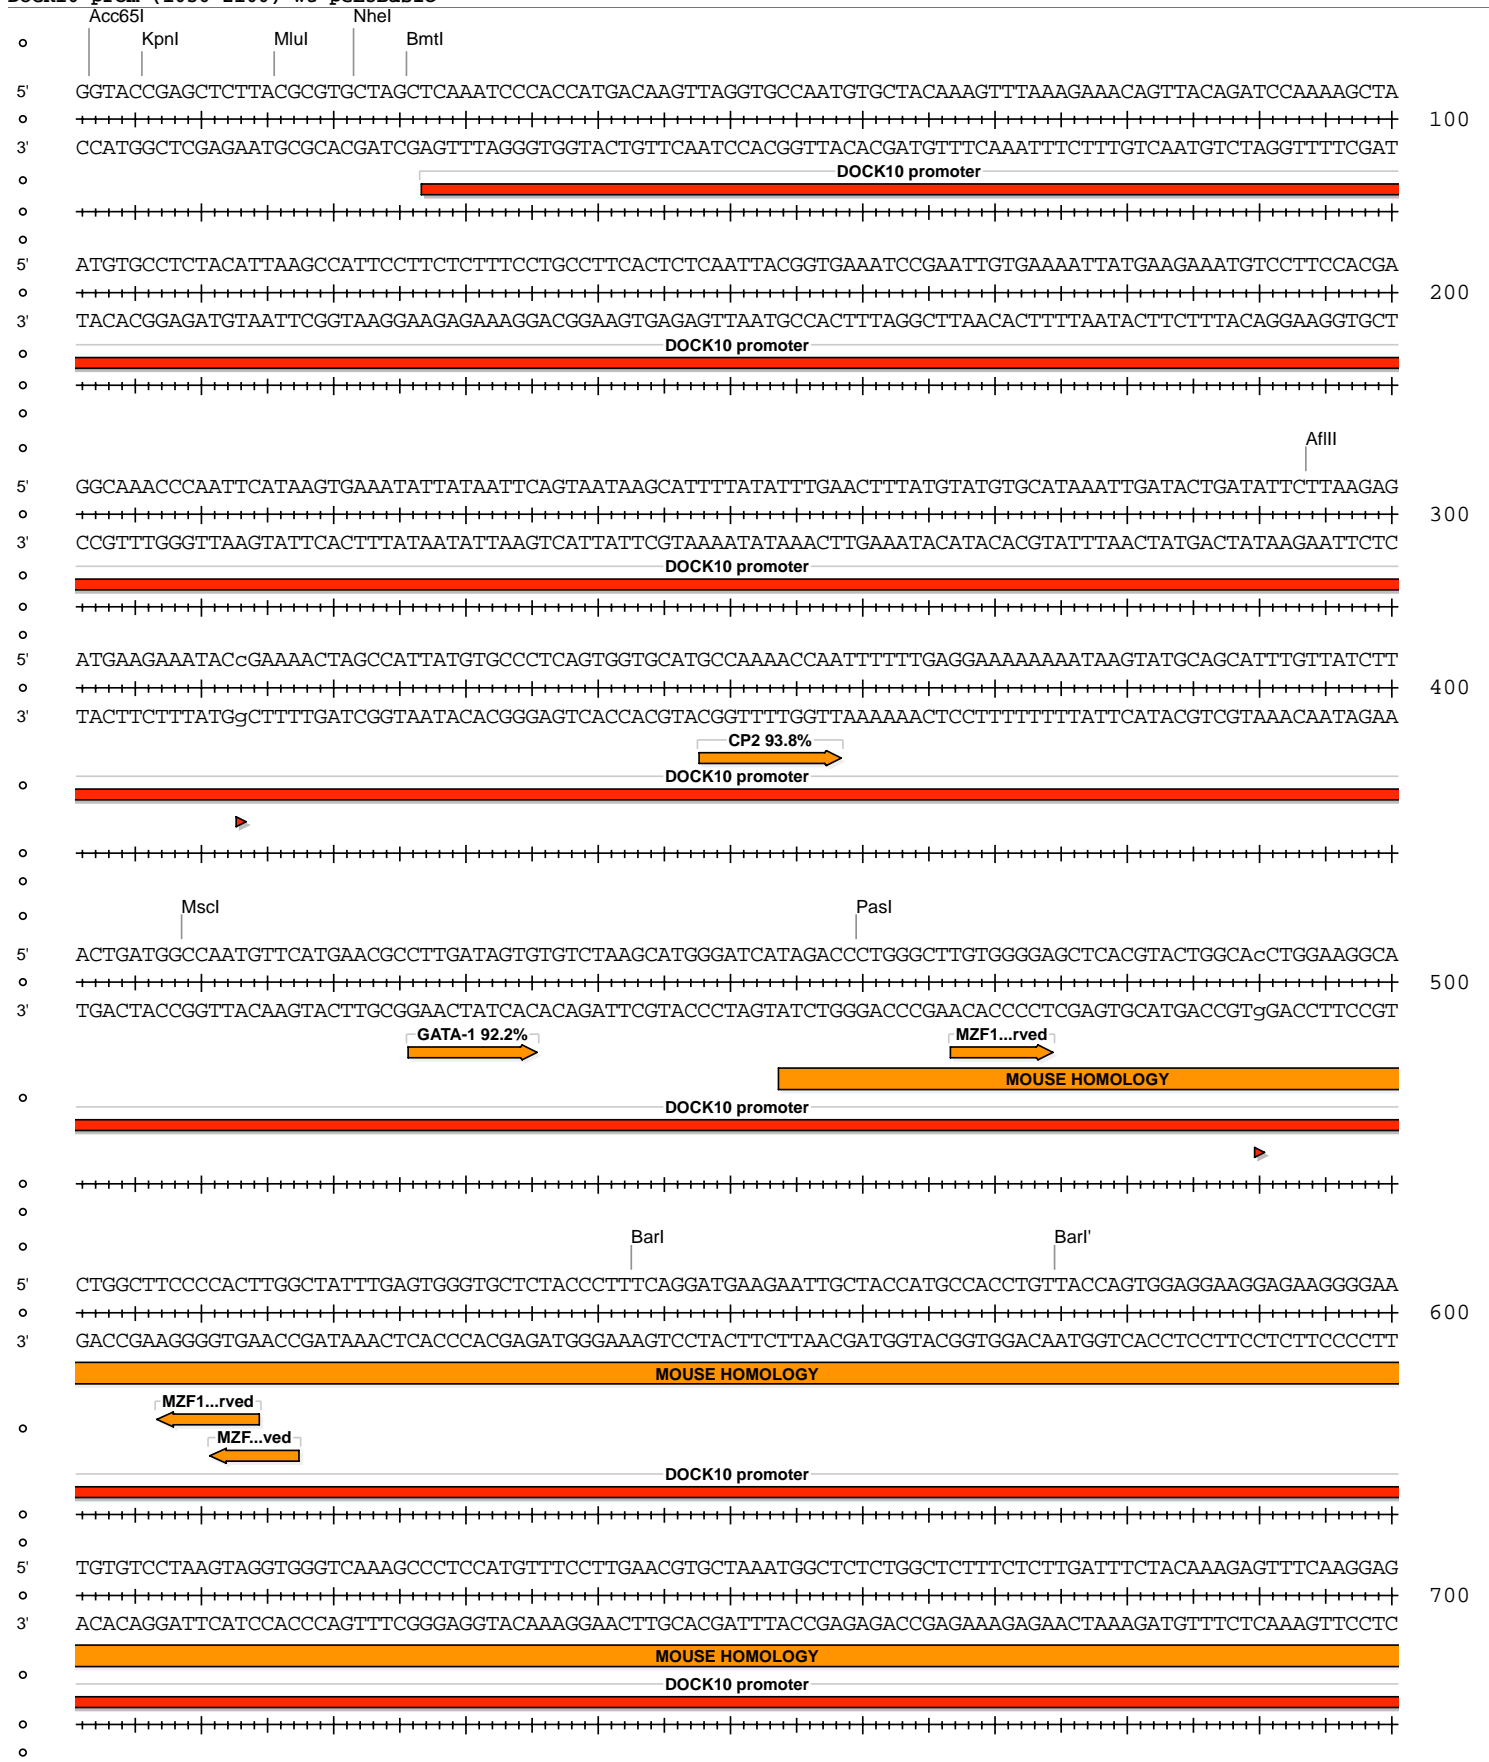 Acc65I NheI
KpnI MluI BmtI
5' GGTACCGAGCTCTTACGCGTGCTAGCTCAAATCCCACCATGACAAGTTAGGTGCCAATGTGCTACAAAGTTTAAAGAAACAGTTACAGATCCAAAAGCTA
100
3' CCATGGCTCGAGAATGCGCACGATCGAGTTTAGGGTGGTACTGTTCAATCCACGGTTACACGATGTTTCAAATTTCTTTGTCAATGTCTAGGTTTTCGAT
DOCK10 promoter
5' ATGTGCCTCTACATTAAGCCATTCCTTCTCTTTCCTGCCTTCACTCTCAATTACGGTGAAATCCGAATTGTGAAAATTATGAAGAAATGTCCTTCCACGA
200
3' TACACGGAGATGTAATTCGGTAAGGAAGAGAAAGGACGGAAGTGAGAGTTAATGCCACTTTAGGCTTAACACTTTTAATACTTCTTTACAGGAAGGTGCT
DOCK10 promoter
AflII
5' GGCAAACCCAATTCATAAGTGAAATATTATAATTCAGTAATAAGCATTTTATATTTGAACTTTATGTATGTGCATAAATTGATACTGATATTCTTAAGAG
300
3' CCGTTTGGGTTAAGTATTCACTTTATAATATTAAGTCATTATTCGTAAAATATAAACTTGAAATACATACACGTATTTAACTATGACTATAAGAATTCTC
DOCK10 promoter
5' ATGAAGAAATACcGAAAACTAGCCATTATGTGCCCTCAGTGGTGCATGCCAAAACCAATTTTTTGAGGAAAAAAAATAAGTATGCAGCATTTGTTATCTT
400
3' TACTTCTTTATGgCTTTTGATCGGTAATACACGGGAGTCACCACGTACGGTTTTGGTTAAAAAACTCCTTTTTTTTATTCATACGTCGTAAACAATAGAA
CP2 93.8%
DOCK10 promoter
MscI PasI
5' ACTGATGGCCAATGTTCATGAACGCCTTGATAGTGTGTCTAAGCATGGGATCATAGACCCTGGGCTTGTGGGGAGCTCACGTACTGGCAcCTGGAAGGCA
500
3' TGACTACCGGTTACAAGTACTTGCGGAACTATCACACAGATTCGTACCCTAGTATCTGGGACCCGAACACCCCTCGAGTGCATGACCGTgGACCTTCCGT
GATA-1 92.2% MZF1...rved
MOUSE HOMOLOGY
DOCK10 promoter
BarI BarI'
5' CTGGCTTCCCCACTTGGCTATTTGAGTGGGTGCTCTACCCTTTCAGGATGAAGAATTGCTACCATGCCACCTGTTACCAGTGGAGGAAGGAGAAGGGGAA
600
3' GACCGAAGGGGTGAACCGATAAACTCACCCACGAGATGGGAAAGTCCTACTTCTTAACGATGGTACGGTGGACAATGGTCACCTCCTTCCTCTTCCCCTT
MOUSE HOMOLOGY
MZF1...rved
MZF...ved
DOCK10 promoter
5' TGTGTCCTAAGTAGGTGGGTCAAAGCCCTCCATGTTTCCTTGAACGTGCTAAATGGCTCTCTGGCTCTTTCTCTTGATTTCTACAAAGAGTTTCAAGGAG
700
3' ACACAGGATTCATCCACCCAGTTTCGGGAGGTACAAAGGAACTTGCACGATTTACCGAGAGACCGAGAAAGAGAACTAAAGATGTTTCTCAAAGTTCCTC
MOUSE HOMOLOGY
DOCK10 promoter